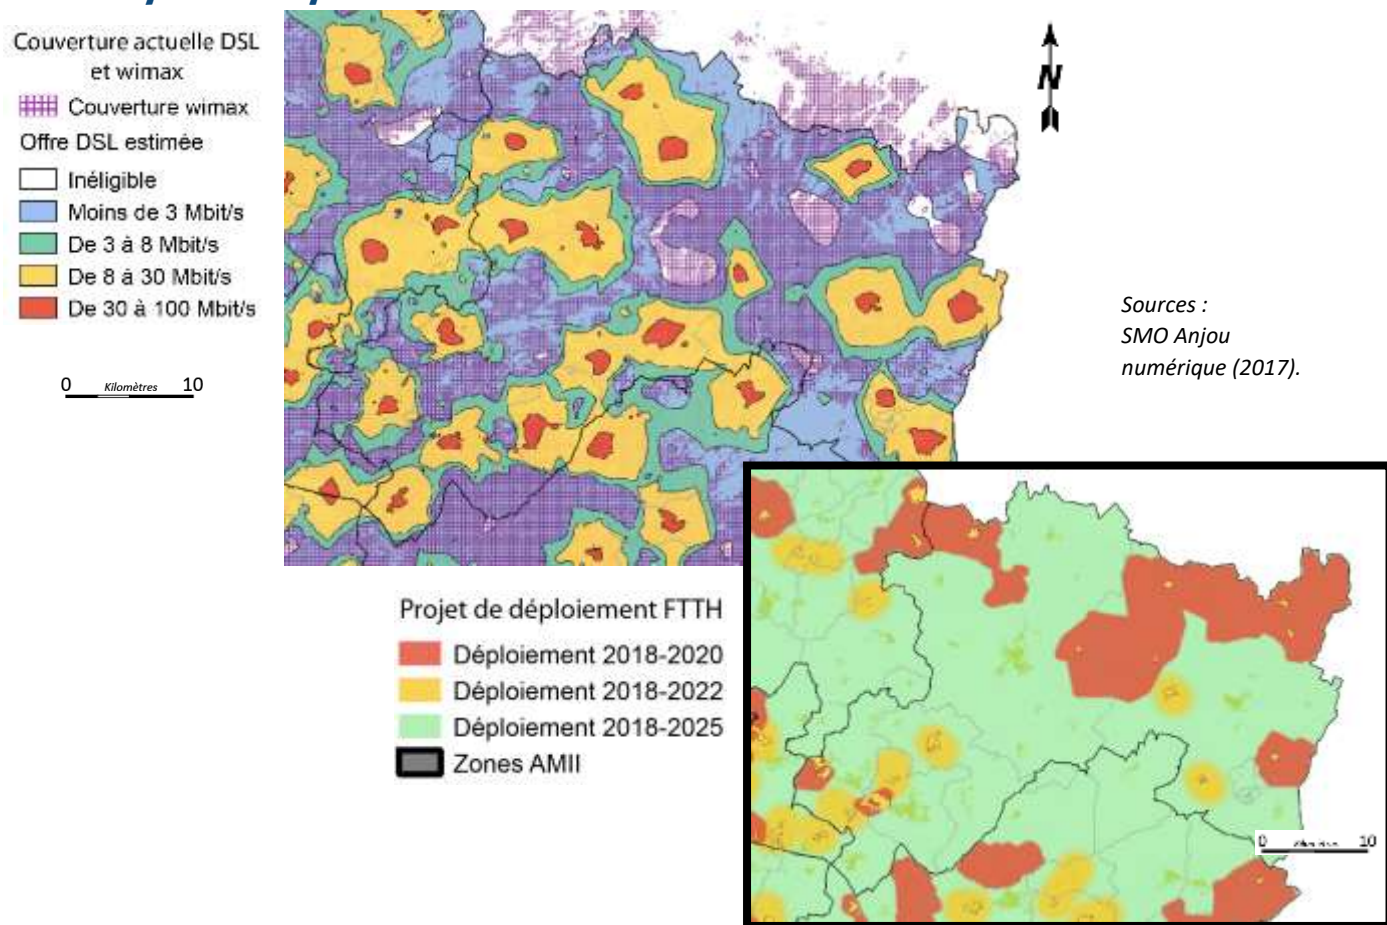 Couverture actuelle DSL
et wimax
Couverture wimax
Offre DSL estimée
Inéligible
Moins de 3 Mbit/s
De 3 à 8 Mbit/s
De 8 à 30 Mbit/s
De 30 à 100 Mbit/s
0 Kilomètres 10
N
Sources :
SMO Anjou
numérique (2017).
Projet de déploiement FTTH
Déploiement 2018-2020
Déploiement 2018-2022
Déploiement 2018-2025
Zones AMII
0 10